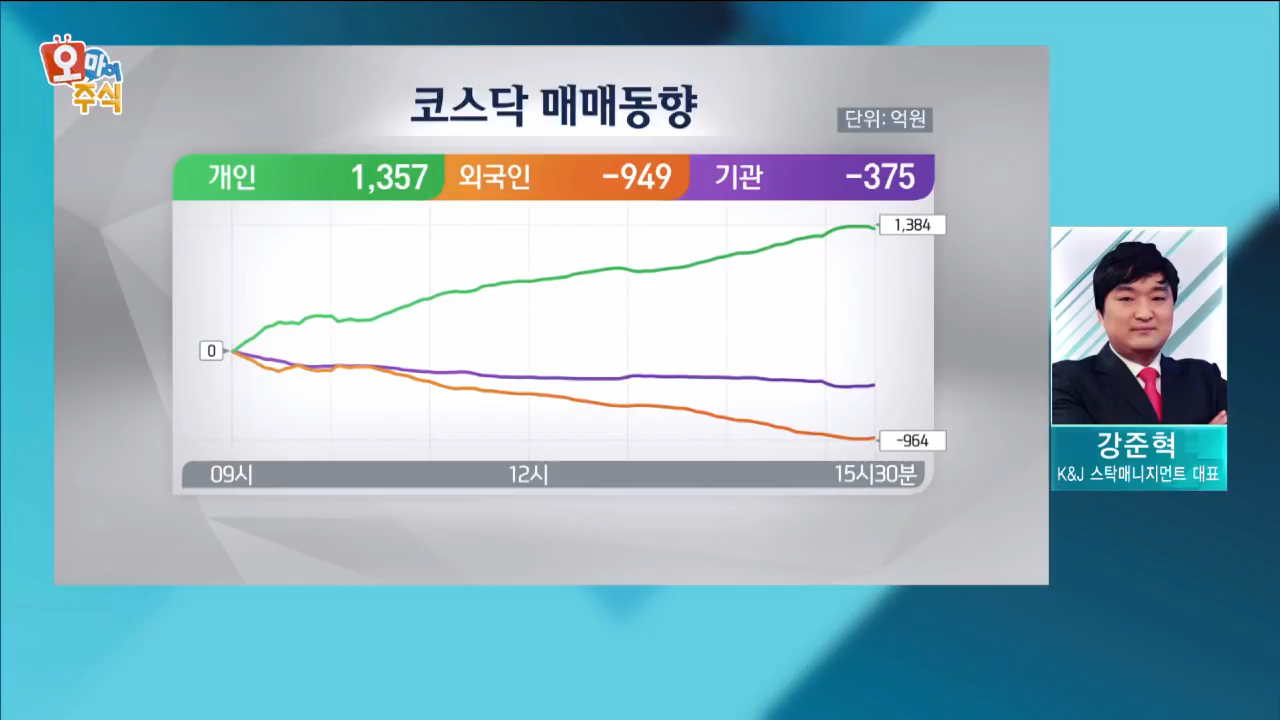 오마이
주식
코스닥 매매동향
단위: 억원
개인 1,357 외국인 -949 기관 -375
1,384
0
-964
09시 12시 15시30분
강준혁
K&J 스탁매니지먼트 대표